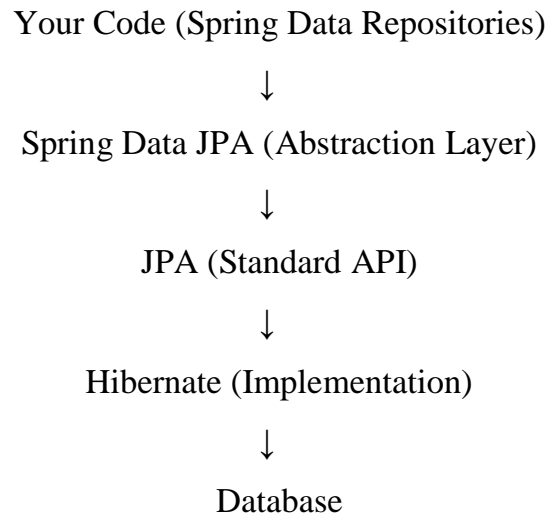 Your Code (Spring Data Repositories)
↓
Spring Data JPA (Abstraction Layer)
↓
JPA (Standard API)
↓
Hibernate (Implementation)
↓
Database